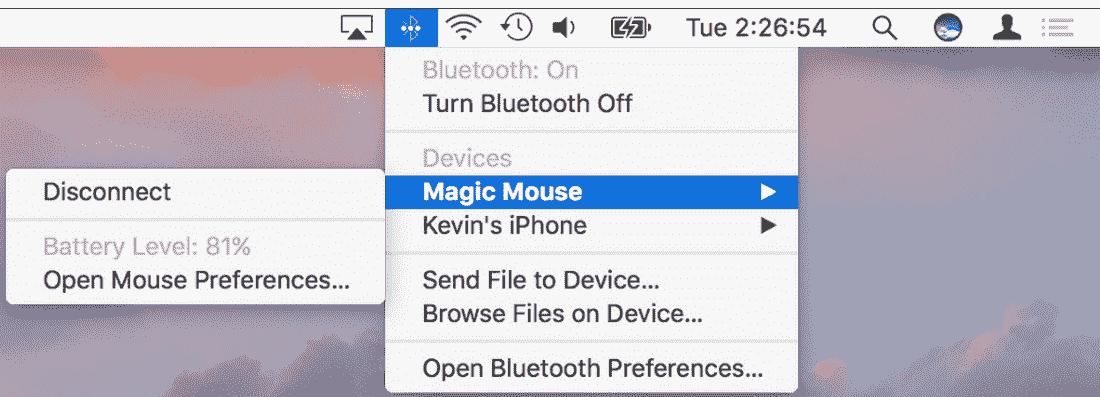 Tue 2:26:54
Bluetooth: On
Turn Bluetooth Off
Devices
Magic Mouse
Kevin's iPhone
Send File to Device...
Browse Files on Device...
Open Bluetooth Preferences...
Disconnect
Battery Level: 81%
Open Mouse Preferences...